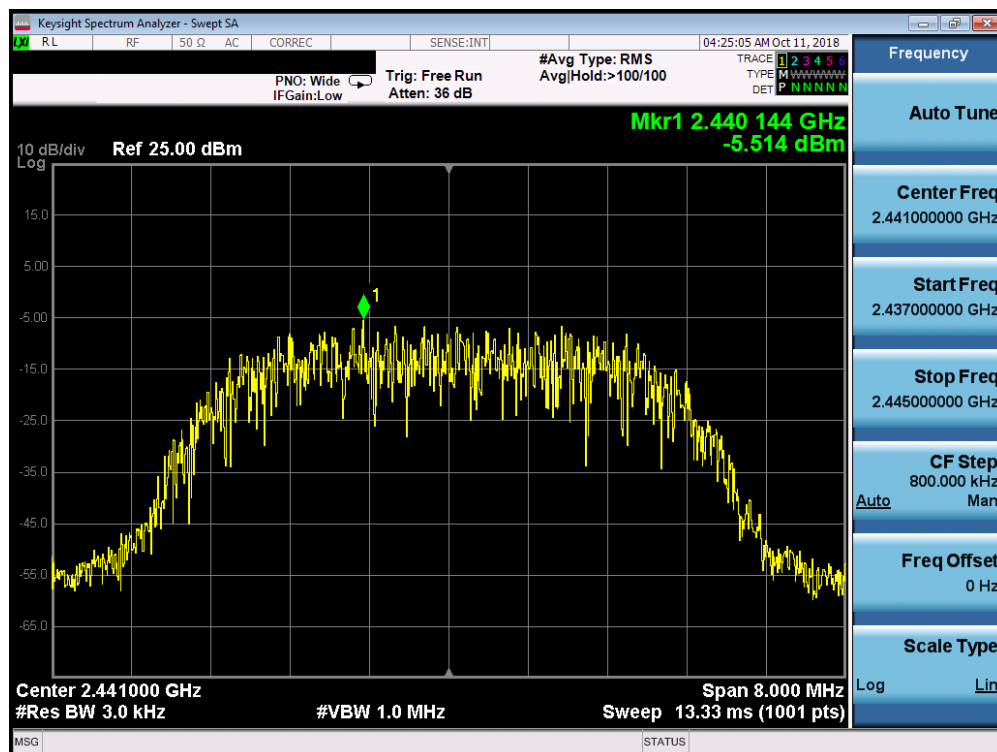 Keysight Spectrum Analyzer - Swept SA
LXI RL RF 50 Ω AC CORREC SENSE:INT 04:25:05 AM Oct 11, 2018
PNO: Wide
IFGain:Low
Trig: Free Run
Atten: 36 dB
#Avg Type: RMS
Avg|Hold:>100/100
TRACE 1 2 3 4 5 6
TYPE M WWWWW
DET P N N N N N
Mkr1 2.440 144 GHz
-5.514 dBm
10 dB/div Ref 25.00 dBm
Log
15.0
5.00
-5.00
-15.0
-25.0
-35.0
-45.0
-55.0
-65.0
1
Center 2.441000 GHz Span 8.000 MHz
#Res BW 3.0 kHz #VBW 1.0 MHz Sweep 13.33 ms (1001 pts)
MSG STATUS
Frequency
Auto Tune
Center Freq
2.441000000 GHz
Start Freq
2.437000000 GHz
Stop Freq
2.445000000 GHz
CF Step
800.000 kHz
Auto Man
Freq Offset
0 Hz
Scale Type
Log Lin